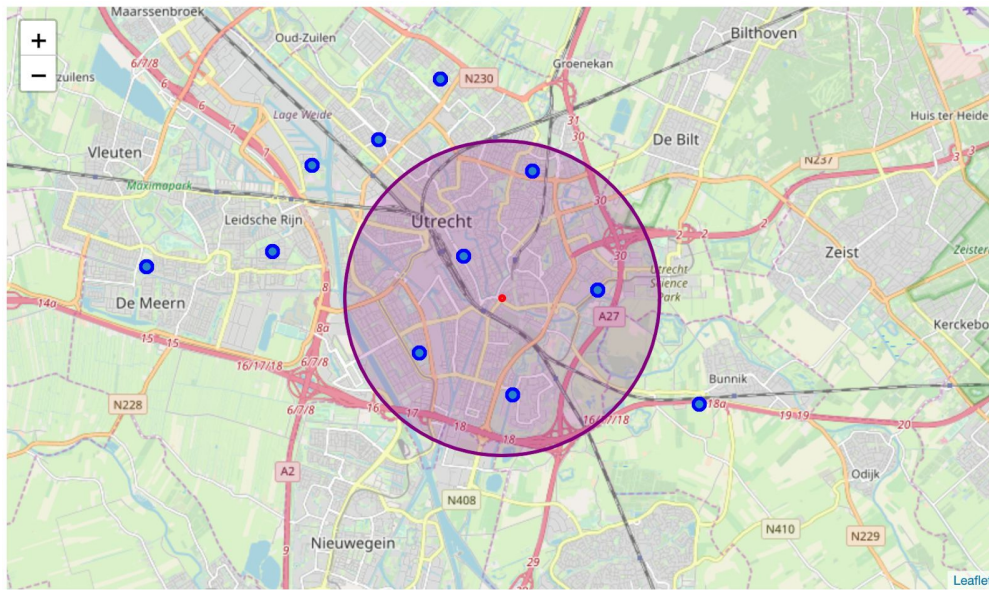 Maarssenbroek
+
−
Oud-Zuilen
Bilthoven
6/7/8
Groenekan
zuilens
N230
6
Lage Weide
31
30
Huis ter Heide
7
De Bilt
Vleuten
7
N237
3
3
Maximapark
30
Leidsche Rijn
Utrecht
2
2
2
30
Zeist
Zeister
Utrecht
Science
Park
8
14a
De Meern
A27
Kerckebo
8a
15
15
16/17/18
6/7/8
Bunnik
6/7/8
N228
16
17
18
18
16/17/18
18a
19
19
20
A2
Odijk
N408
N410
N229
Nieuwegein
9
29
30
Leaflet